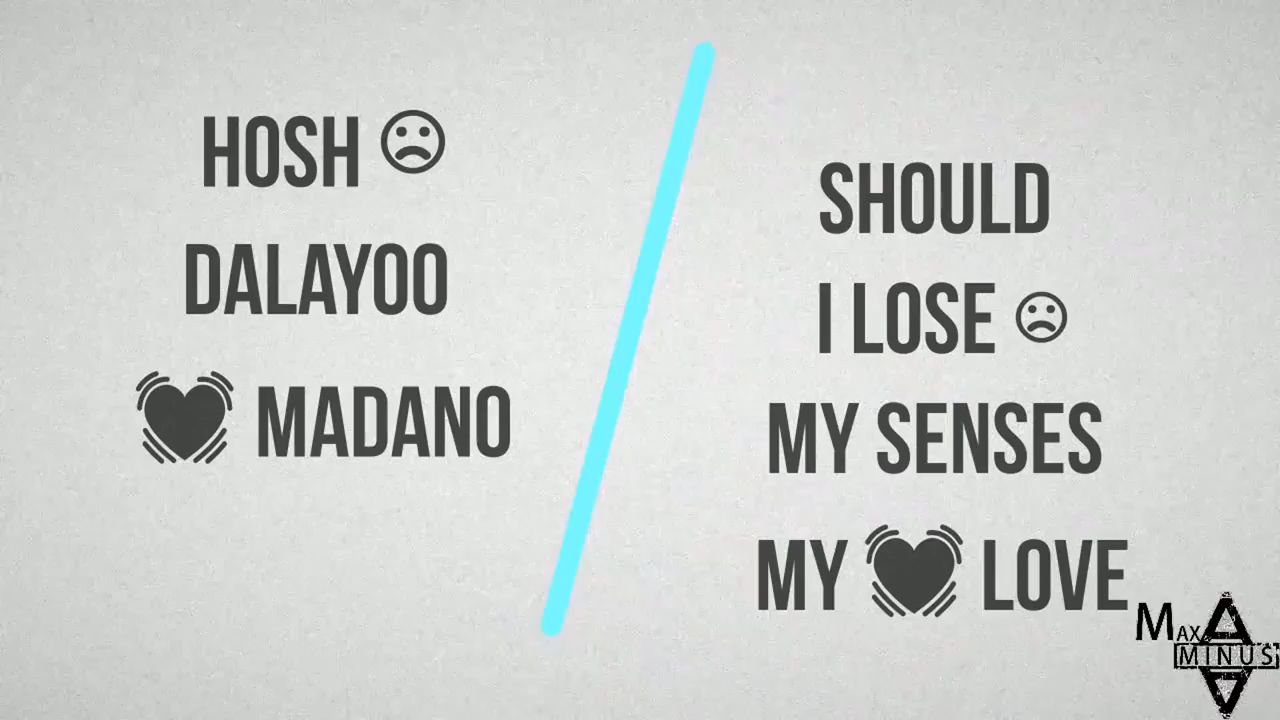 HOSH ☹
DALAYOO
💓 MADANO
SHOULD
I LOSE ☹
MY SENSES
MY 💓 LOVE
MAX
MINUS